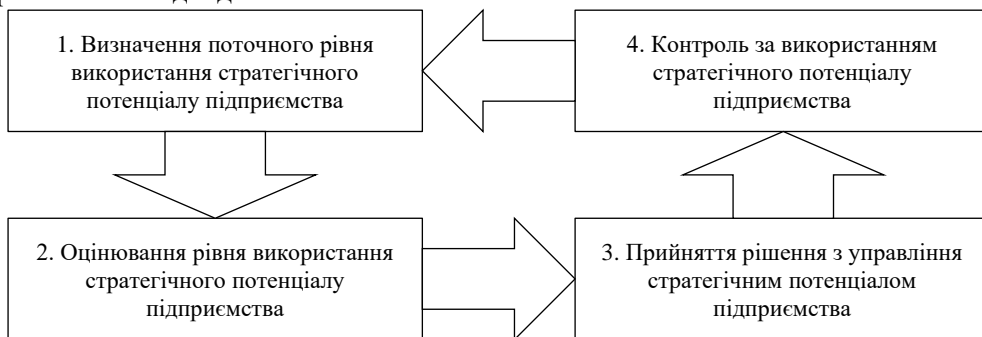 1. Визначення поточного рівня
використання стратегічного
потенціалу підприємства
4. Контроль за використанням
стратегічного потенціалу
підприємства
2. Оцінювання рівня використання
стратегічного потенціалу
підприємства
3. Прийняття рішення з управління
стратегічним потенціалом
підприємства